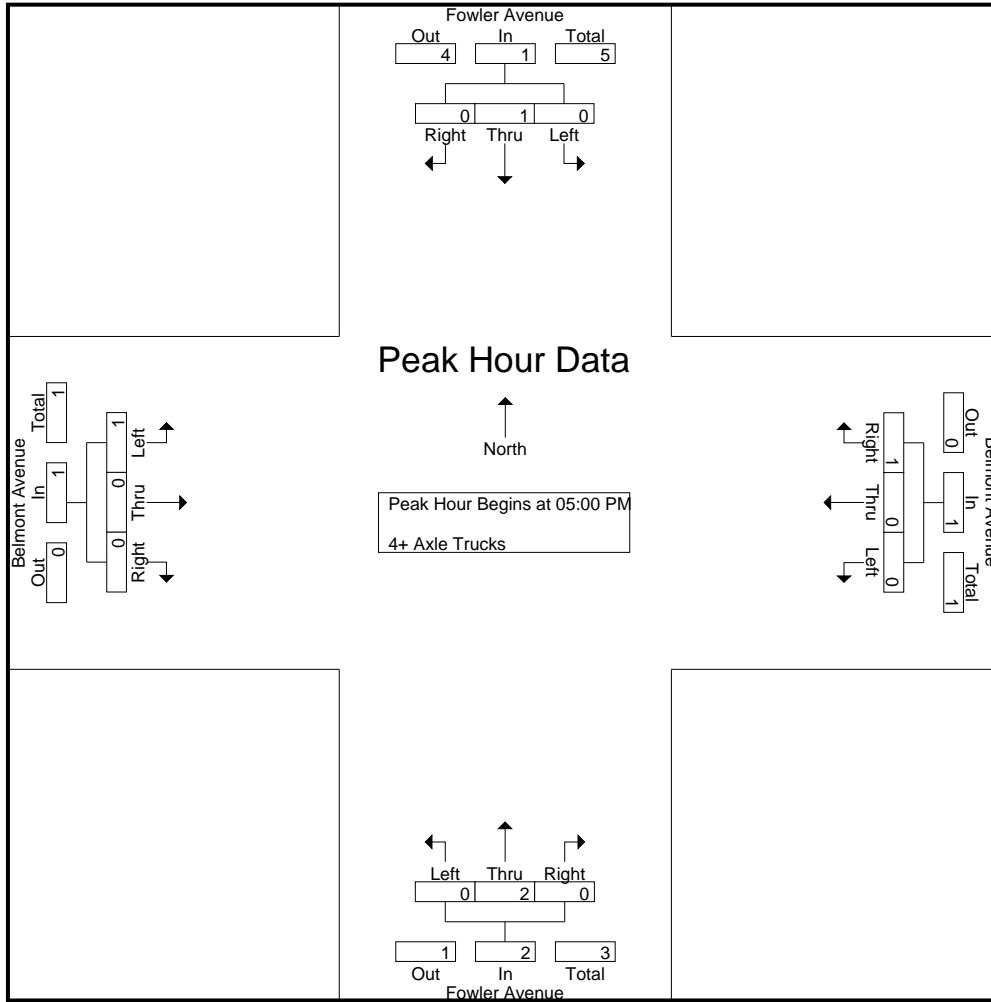 Fowler Avenue
Out In Total
4 1 5
0 1 0
Right Thru Left
Peak Hour Data
North
Peak Hour Begins at 05:00 PM
4+ Axle Trucks
Belmont Avenue
Out In Total
0 1 1
Right Thru Left
0 0 1
Belmont Avenue
Out In Total
0 1 1
Right Thru Left
1 0 0
Left Thru Right
0 2 0
1 2 3
Out In Total
Fowler Avenue